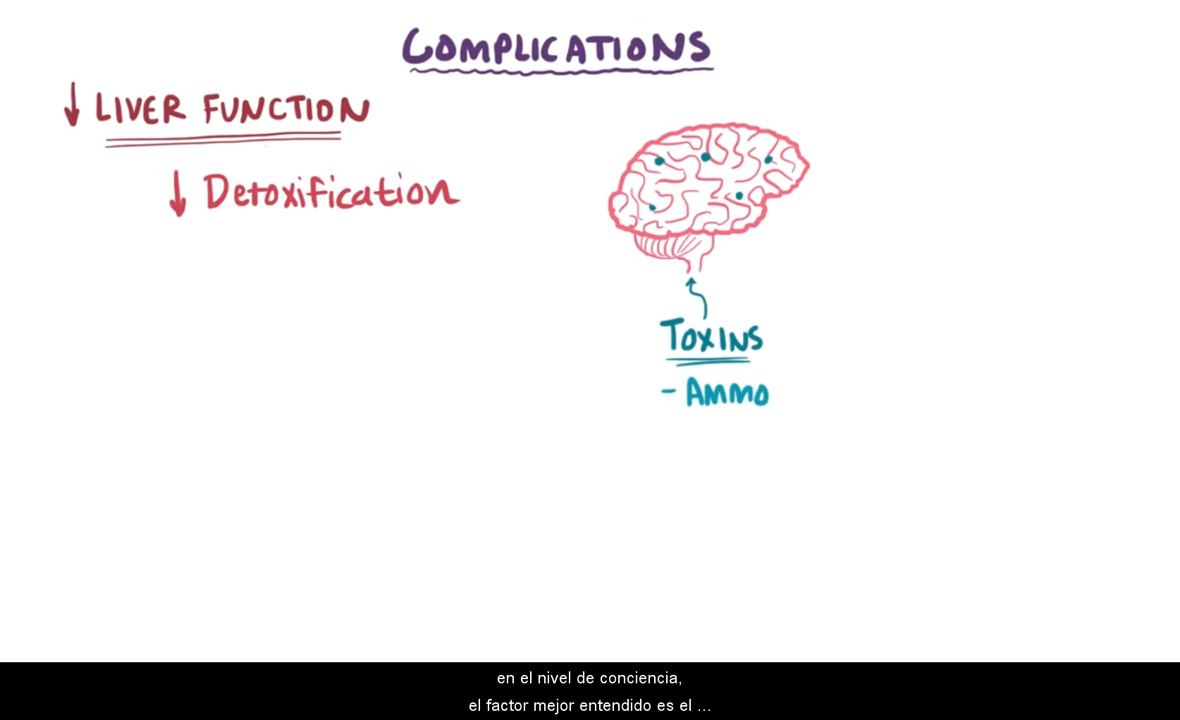 COMPLICATIONS
↓ LIVER FUNCTION
↓ Detoxification
TOXINS
- AMMO
en el nivel de conciencia,
el factor mejor entendido es el ...